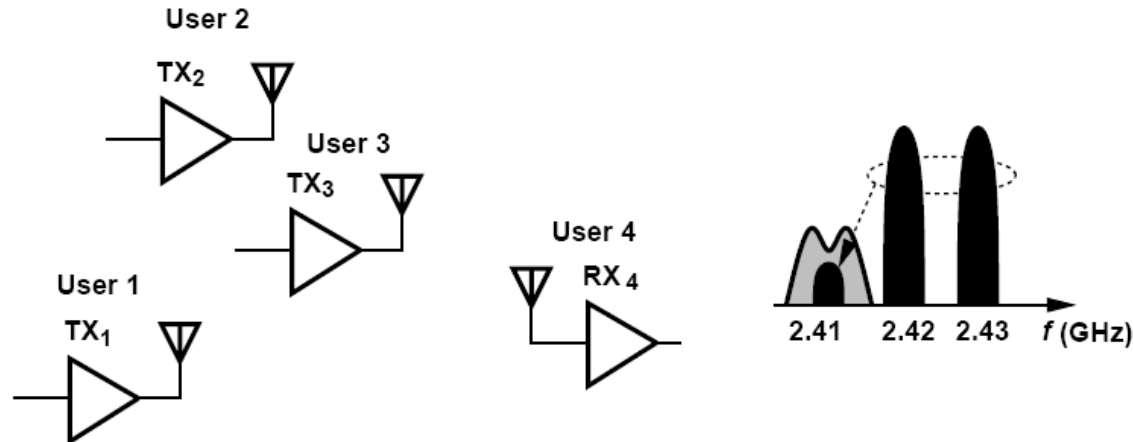 User 2
TX2
User 3
TX3
User 4
RX4
User 1
TX1
2.41 2.42 2.43 f (GHz)